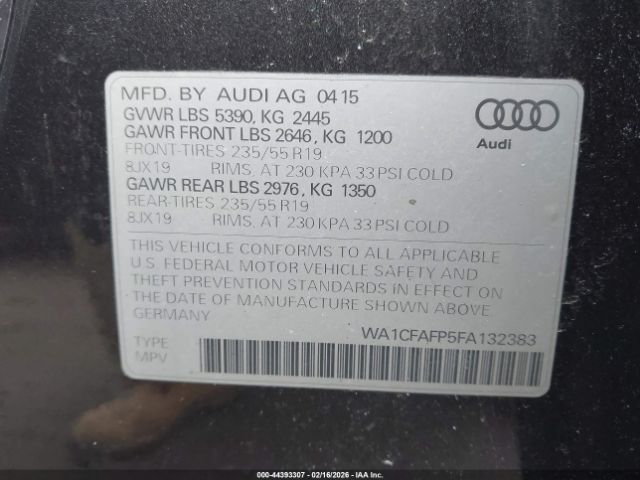 MFD. BY AUDI AG 0415
GVWR LBS 5390, KG 2445
GAWR FRONT LBS 2646, KG 1200
FRONT-TIRES 235/55 R19
8JX19 RIMS, AT 230 KPA 33 PSI COLD
GAWR REAR LBS 2976, KG 1350
REAR-TIRES 235/55 R19
8JX19 RIMS, AT 230 KPA 33 PSI COLD
Audi
THIS VEHICLE CONFORMS TO ALL APPLICABLE
U.S. FEDERAL MOTOR VEHICLE SAFETY AND
THEFT PREVENTION STANDARDS IN EFFECT ON
THE DATE OF MANUFACTURE SHOWN ABOVE.
GERMANY
WA1CFAFP5FA132383
TYPE
MPV
000-44393307 - 02/16/2026 - IAA Inc.